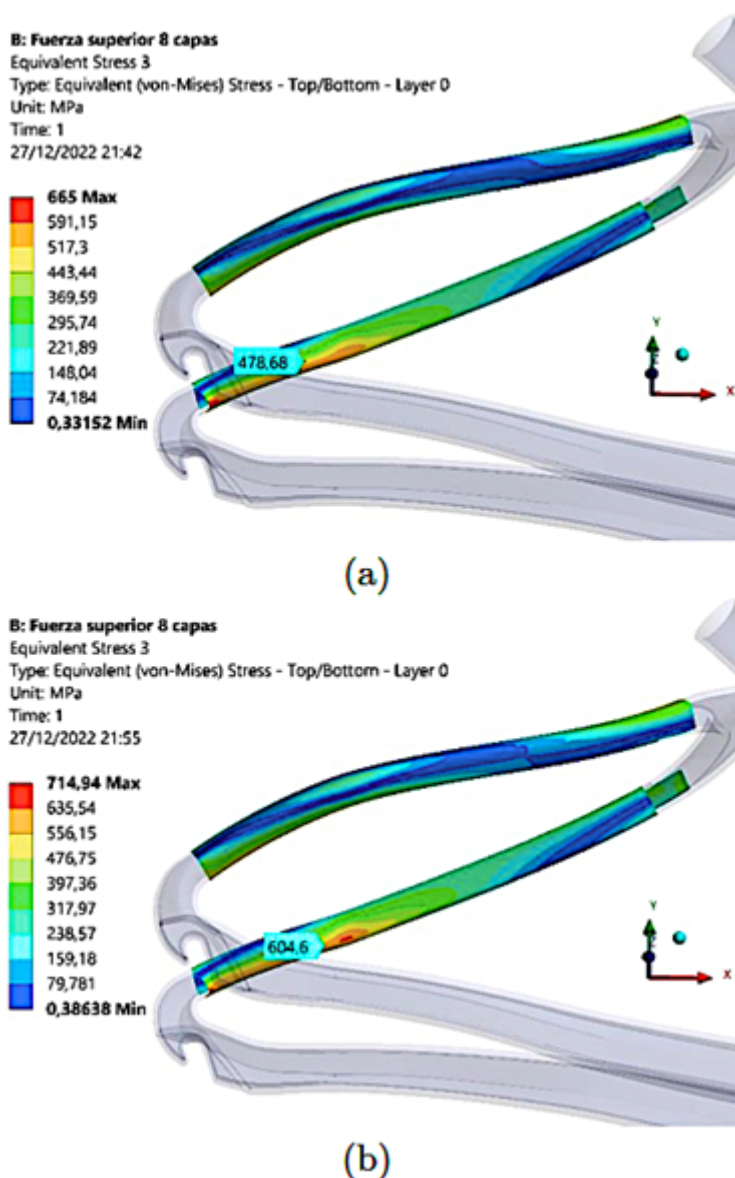 B: Fuerza superior 8 capas
Equivalent Stress 3
Type: Equivalent (von-Mises) Stress - Top/Bottom - Layer 0
Unit: MPa
Time: 1
27/12/2022 21:42
665 Max
591,15
517,3
443,44
369,59
295,74
221,89
148,04
74,184
0,33152 Min
478,68
Y
Z
X
(a)
B: Fuerza superior 8 capas
Equivalent Stress 3
Type: Equivalent (von-Mises) Stress - Top/Bottom - Layer 0
Unit: MPa
Time: 1
27/12/2022 21:55
714,94 Max
635,54
556,15
476,75
397,36
317,97
238,57
159,18
79,781
0,38638 Min
604,6
Y
X
(b)